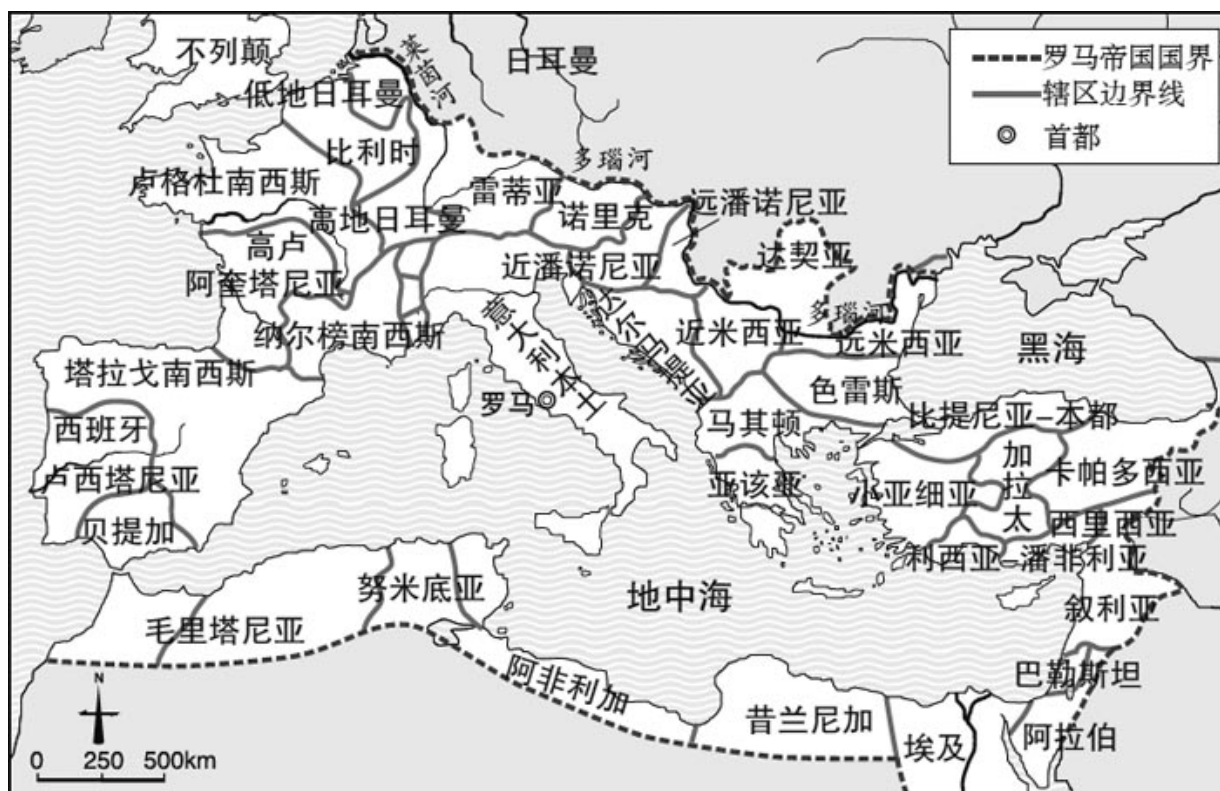 不列颠
莱茵河
日耳曼
罗马帝国国界
辖区边界线
首都
低地日耳曼
比利时
多瑙河
卢格杜南西斯
雷蒂亚
远潘诺尼亚
诺里克
高地日耳曼
高卢
达契亚
近潘诺尼亚
阿奎塔尼亚
意大利本土
达尔马提亚
多瑙河
纳尔榜南西斯
近米西亚
远米西亚
黑海
塔拉戈南西斯
色雷斯
罗马
比提尼亚-本都
西班牙
马其顿
加拉太
卡帕多西亚
卢西塔尼亚
亚该亚
小亚细亚
西里西亚
贝提加
利西亚-潘非利亚
努米底亚
地中海
叙利亚
毛里塔尼亚
巴勒斯坦
阿非利加
昔兰尼加
埃及
阿拉伯
N
0 250 500km